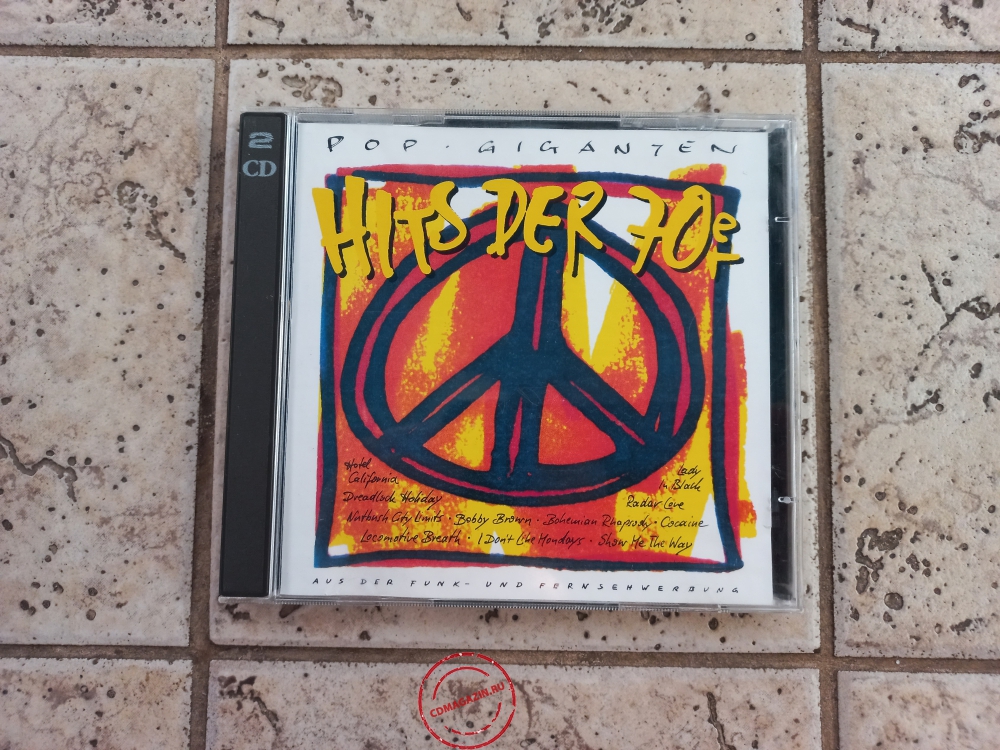 2
CD
POP · GIGANTEN
HITS DER 70er
Hotel
California
Lady
In Black
Dreadlock Holiday
Radar Love
Nutbush City Limits · Bobby Brown · Bohemian Rhapsody · Cocaine
Locomotive Breath · I Don't Like Mondays · Show Me The Way
AUS DER FUNK- UND FERNSEHWERBUNG
CDMAGAZIN.RU